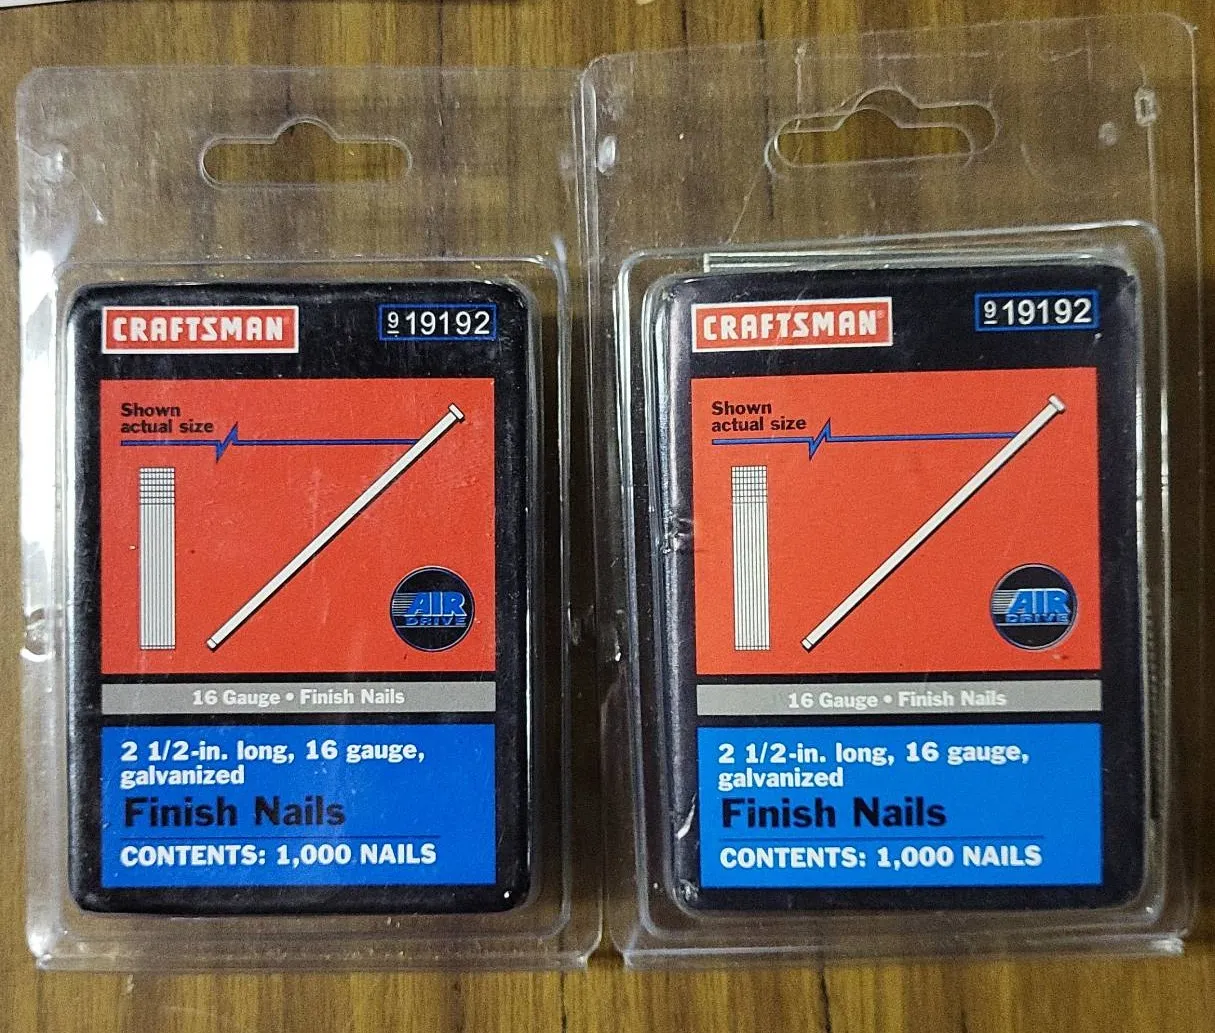 CRAFTSMAN®
9 19192
Shown
actual size
AIR
DRIVE
16 Gauge • Finish Nails
2 1/2-in. long, 16 gauge,
galvanized
Finish Nails
CONTENTS: 1,000 NAILS
CRAFTSMAN®
9 19192
Shown
actual size
AIR
DRIVE
16 Gauge • Finish Nails
2 1/2-in. long, 16 gauge,
galvanized
Finish Nails
CONTENTS: 1,000 NAILS